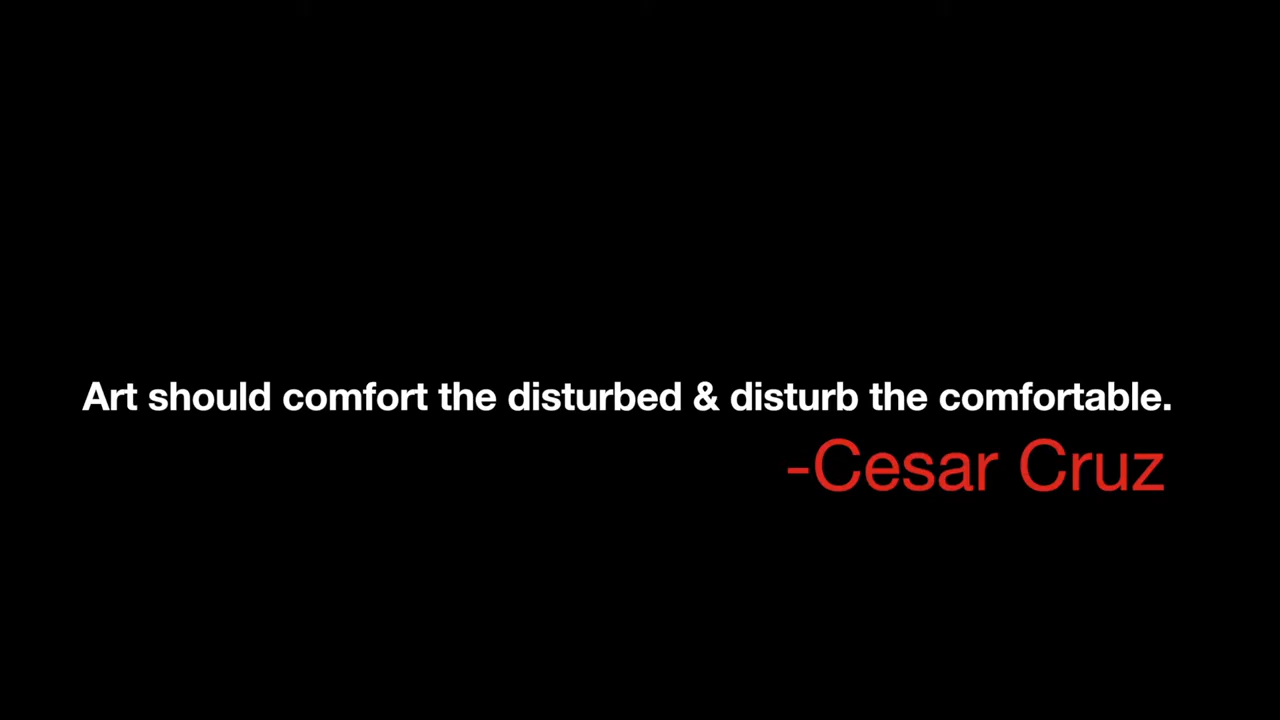 Art should comfort the disturbed & disturb the comfortable.
-Cesar Cruz